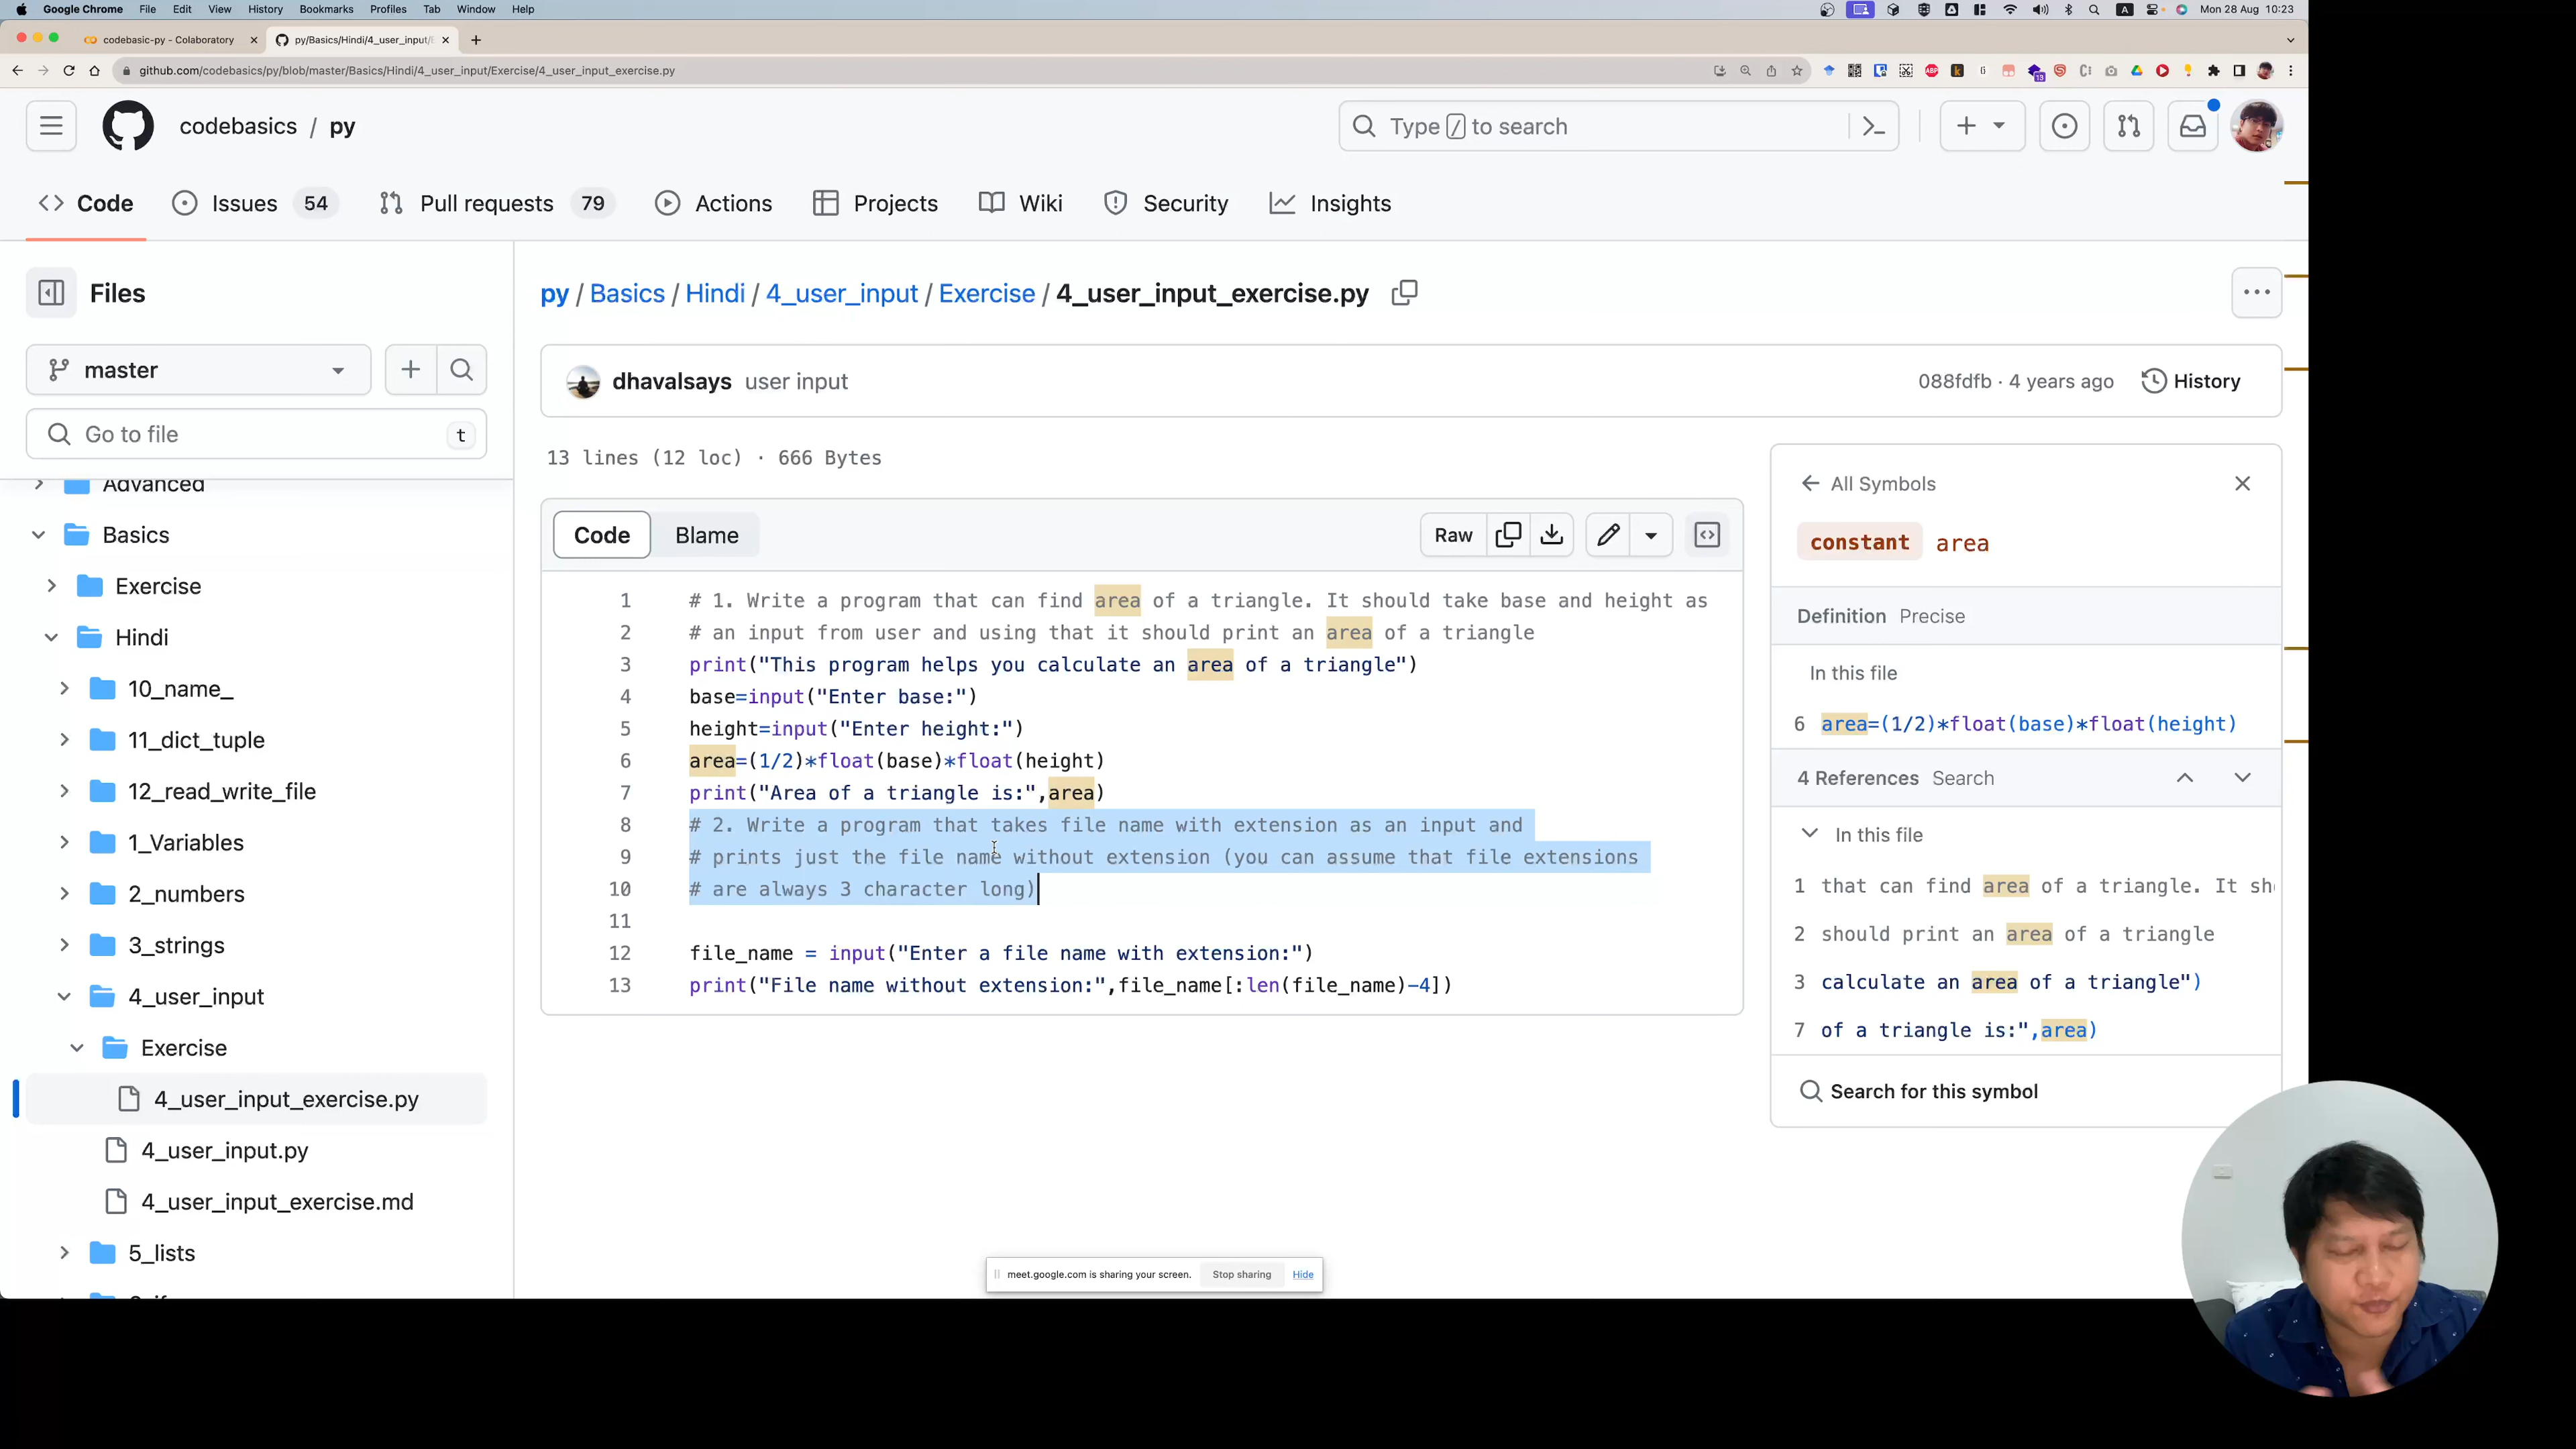 Google Chrome File Edit View History Bookmarks Profiles Tab Window Help
A Mon 28 Aug 10:23
codebasic-py - Colaboratory
py/Basics/Hindi/4_user_input/
github.com/codebasics/py/blob/master/Basics/Hindi/4_user_input/Exercise/4_user_input_exercise.py
ABP
13
codebasics / py
Type / to search
Code
Issues 54
Pull requests 79
Actions
Projects
Wiki
Security
Insights
Files
master
Go to file
t
Advanced
Basics
Exercise
Hindi
10_name_
11_dict_tuple
12_read_write_file
1_Variables
2_numbers
3_strings
4_user_input
Exercise
4_user_input_exercise.py
4_user_input.py
4_user_input_exercise.md
5_lists
py / Basics / Hindi / 4_user_input / Exercise / 4_user_input_exercise.py
dhavalsays user input
088fdfb · 4 years ago
History
13 lines (12 loc) · 666 Bytes
Code Blame
Raw
1 # 1. Write a program that can find area of a triangle. It should take base and height as
2 # an input from user and using that it should print an area of a triangle
3 print("This program helps you calculate an area of a triangle")
4 base=input("Enter base:")
5 height=input("Enter height:")
6 area=(1/2)*float(base)*float(height)
7 print("Area of a triangle is:",area)
8 # 2. Write a program that takes file name with extension as an input and
9 # prints just the file name without extension (you can assume that file extensions
10 # are always 3 character long)
11
12 file_name = input("Enter a file name with extension:")
13 print("File name without extension:",file_name[:len(file_name)-4])
All Symbols
constant area
Definition Precise
In this file
6 area=(1/2)*float(base)*float(height)
4 References Search
In this file
1 that can find area of a triangle. It sh
2 should print an area of a triangle
3 calculate an area of a triangle")
7 of a triangle is:",area)
Search for this symbol
meet.google.com is sharing your screen. Stop sharing Hide